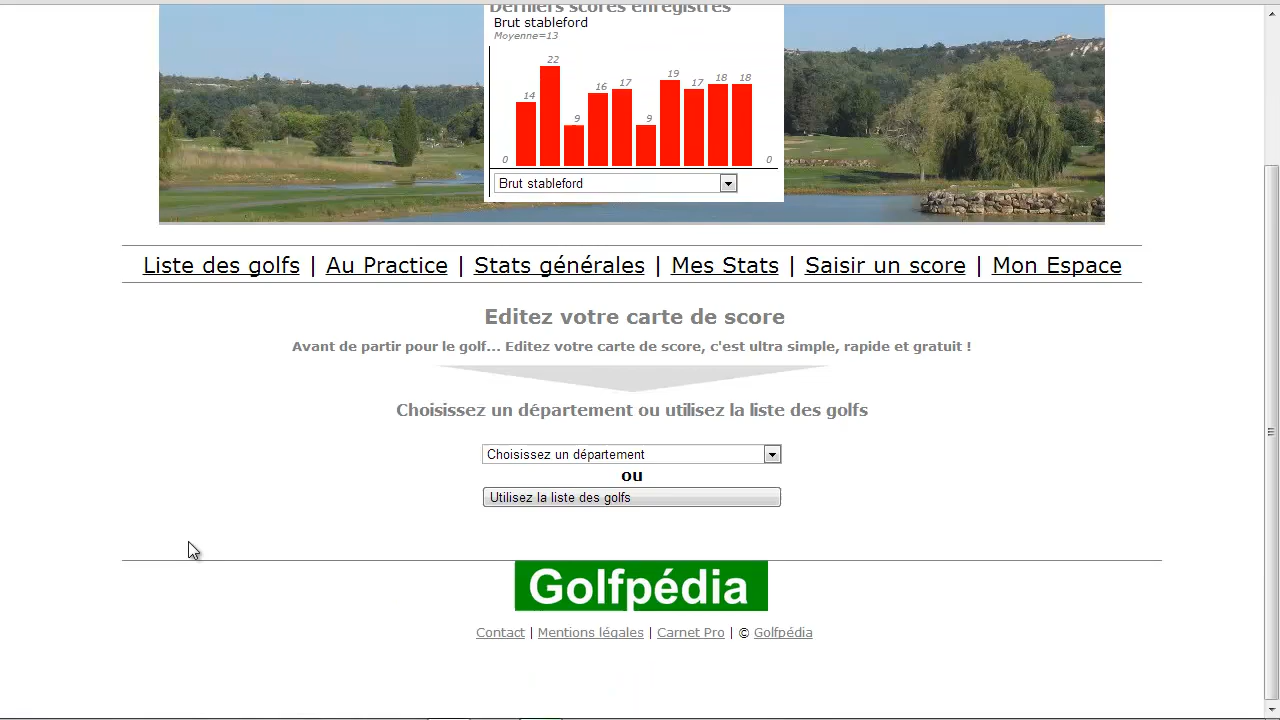 Derniers scores enregistrés
Brut stableford
Moyenne=13
0 14 22 9 16 17 9 19 17 18 18 0
Brut stableford
Liste des golfs | Au Practice | Stats générales | Mes Stats | Saisir un score | Mon Espace
Editez votre carte de score
Avant de partir pour le golf... Editez votre carte de score, c'est ultra simple, rapide et gratuit !
Choisissez un département ou utilisez la liste des golfs
Choisissez un département
ou
Utilisez la liste des golfs
Golfpédia
Contact | Mentions légales | Carnet Pro | © Golfpédia